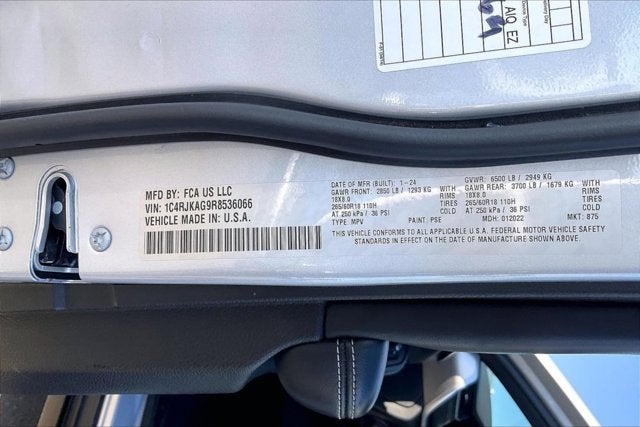 AIQ EZ
MFD BY: FCA US LLC
VIN: 1C4RJKAG9R8536066
VEHICLE MADE IN U.S.A.
DATE OF MFR (BUILT): 1-24 GVWR: 6500 LB / 2949 KG
GAWR FRONT: 2850 LB / 1293 KG WITH GAWR REAR: 3700 LB / 1679 KG WITH
18X8.0 RIMS 18X8.0 RIMS
265/60R18 110H TIRES 265/60R18 110H TIRES
AT 250 kPa / 36 PSI COLD AT 250 kPa / 36 PSI COLD
TYPE: MPV PAINT: PSE MDH: 012022 MKT: 875
THIS VEHICLE CONFORMS TO ALL APPLICABLE U.S.A. FEDERAL MOTOR VEHICLE SAFETY
STANDARDS IN EFFECT ON THE DATE OF MANUFACTURE SHOWN ABOVE.